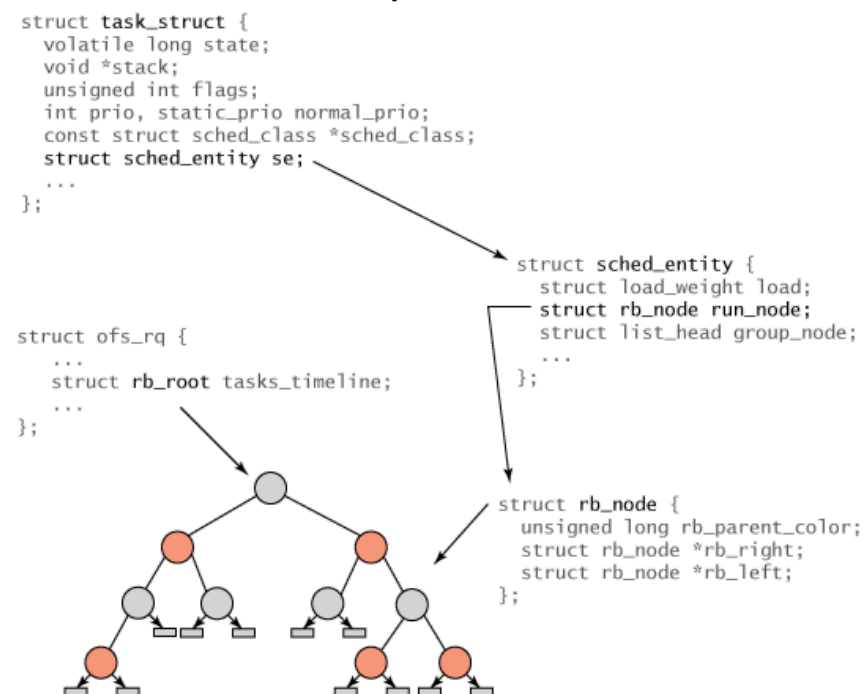 struct task_struct {
volatile long state;
void *stack;
unsigned int flags;
int prio, static_prio normal_prio;
const struct sched_class *sched_class;
struct sched_entity se;
...
};
struct sched_entity {
struct load_weight load;
struct rb_node run_node;
struct list_head group_node;
...
};
struct ofs_rq {
...
struct rb_root tasks_timeline;
...
};
struct rb_node {
unsigned long rb_parent_color;
struct rb_node *rb_right;
struct rb_node *rb_left;
};